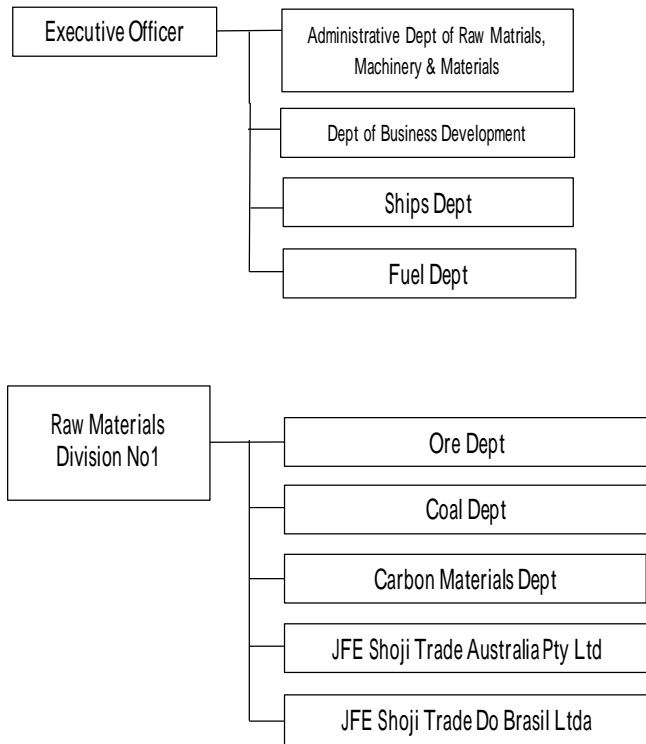 Executive Officer
Administrative Dept of Raw Matrials,
Machinery & Materials
Dept of Business Development
Ships Dept
Fuel Dept
Raw Materials
Division No1
Ore Dept
Coal Dept
Carbon Materials Dept
JFE Shoji Trade Australia Pty Ltd
JFE Shoji Trade Do Brasil Ltda